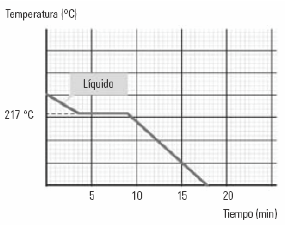 Temperatura (ºC)
Líquido
217 ºC
5 10 15 20
Tiempo (min)